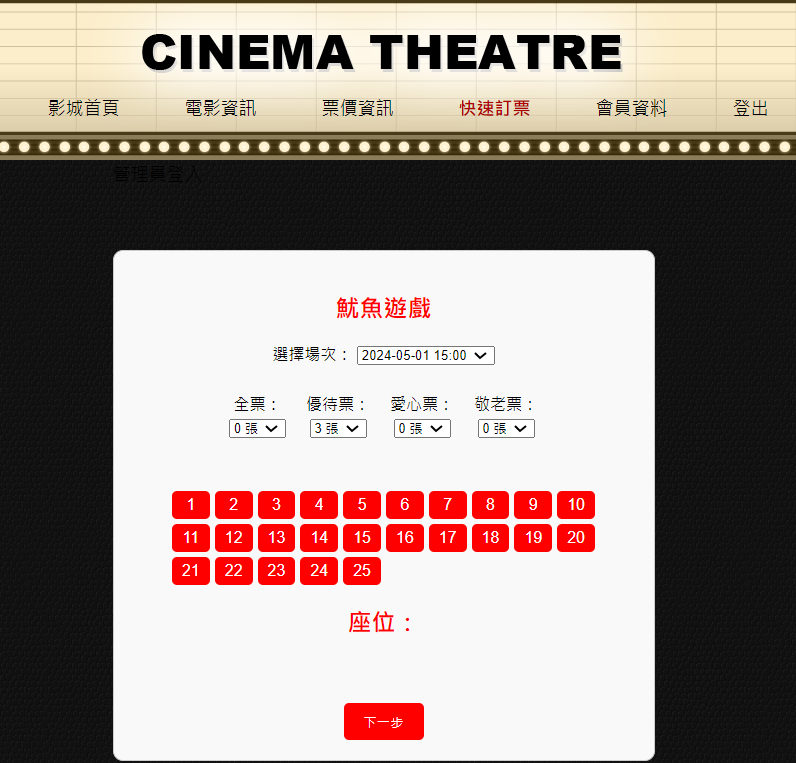 CINEMA THEATRE
影城首頁 電影資訊 票價資訊 快速訂票 會員資料 登出
管理員登入
魷魚遊戲
選擇場次： 2024-05-01 15:00
全票： 優待票： 愛心票： 敬老票：
0 張 3 張 0 張 0 張
1 2 3 4 5 6 7 8 9 10
11 12 13 14 15 16 17 18 19 20
21 22 23 24 25
座位：
下一步